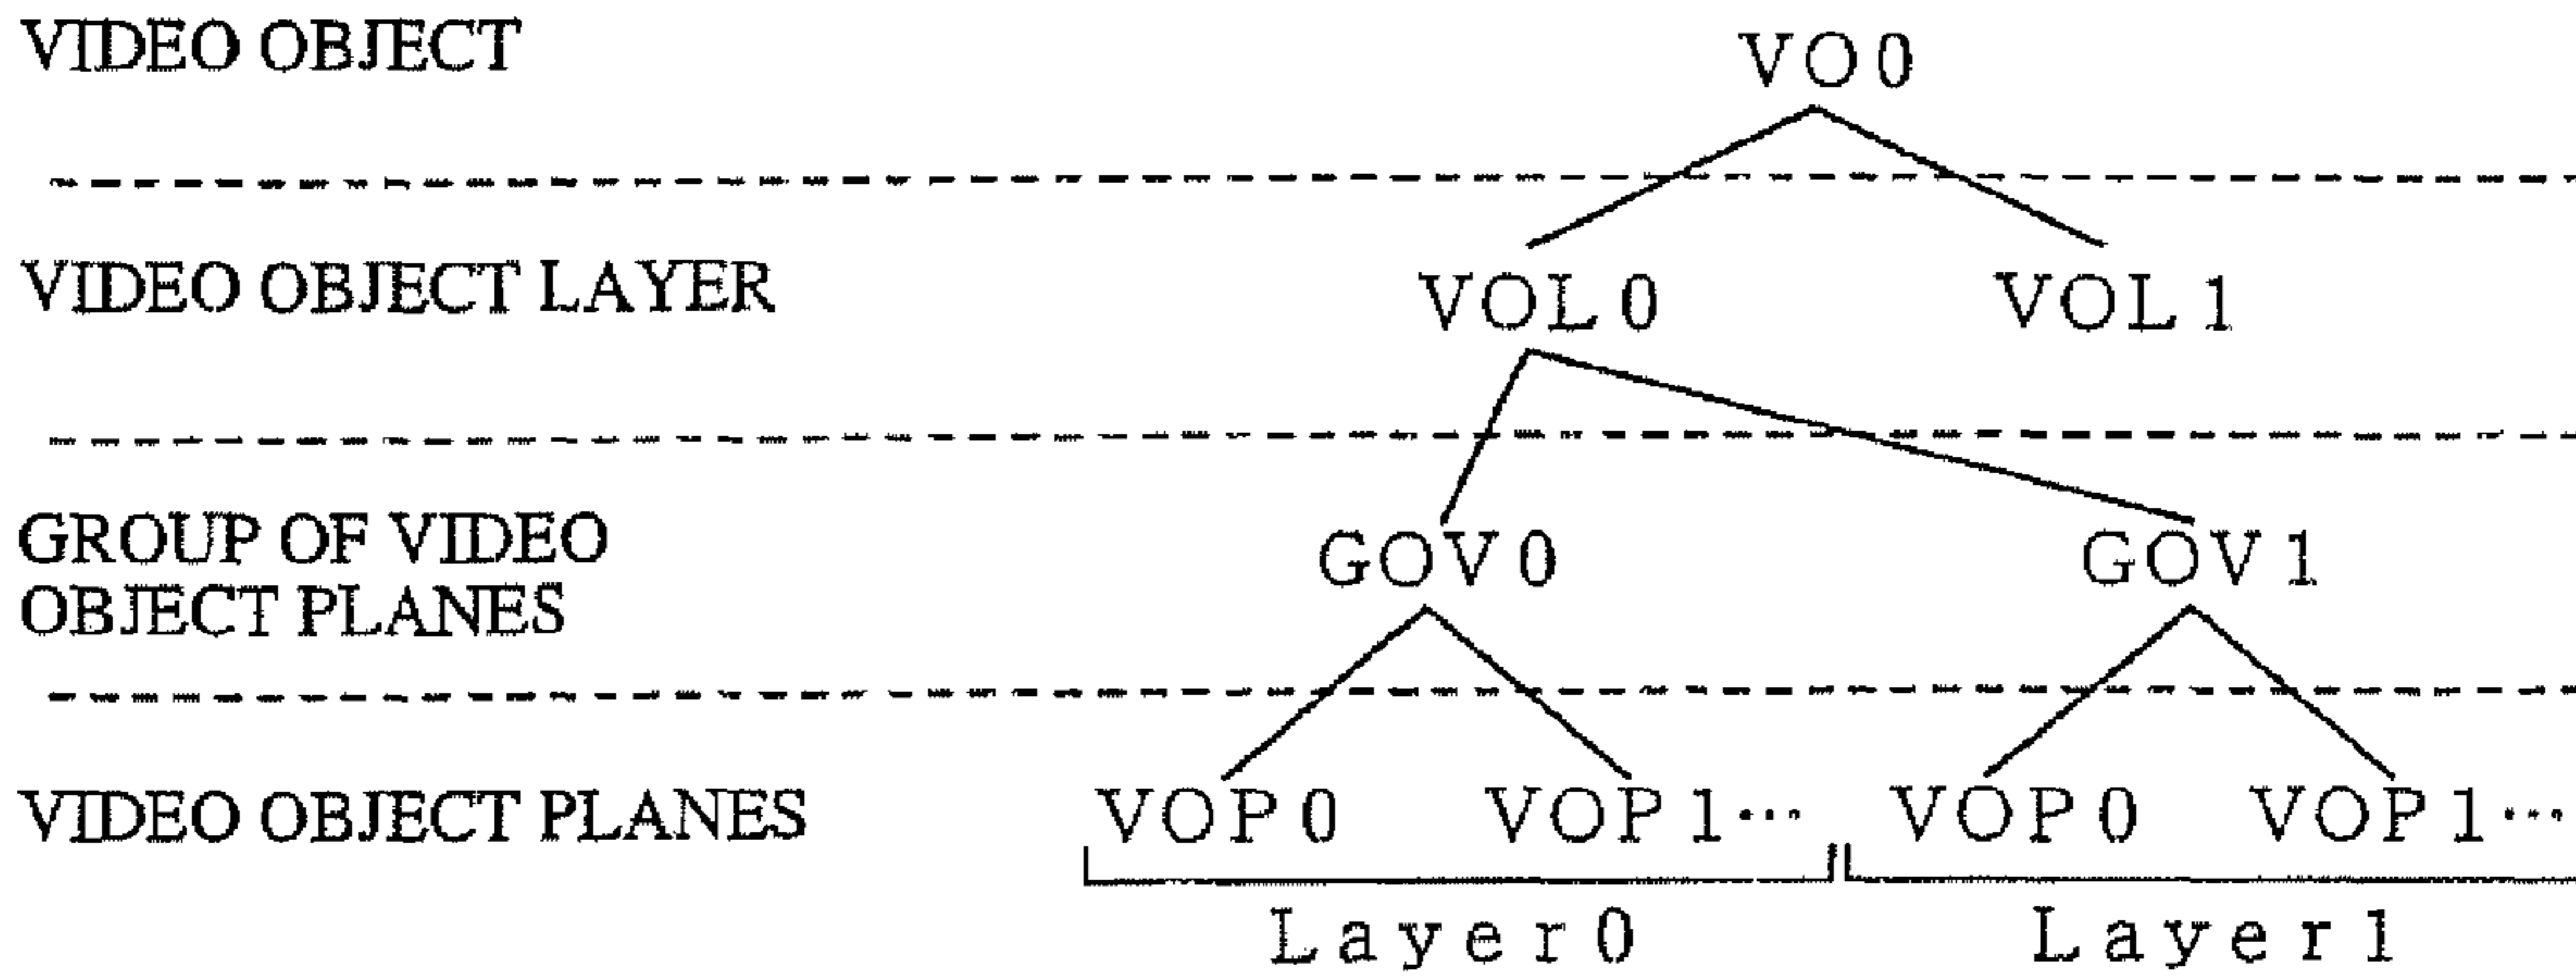 VIDEO OBJECT VO0
VIDEO OBJECT LAYER VOL0 VOL1
GROUP OF VIDEO
OBJECT PLANES GOV0 GOV1
VIDEO OBJECT PLANES VOP0 VOP1··· VOP0 VOP1···
Layer0 Layer1